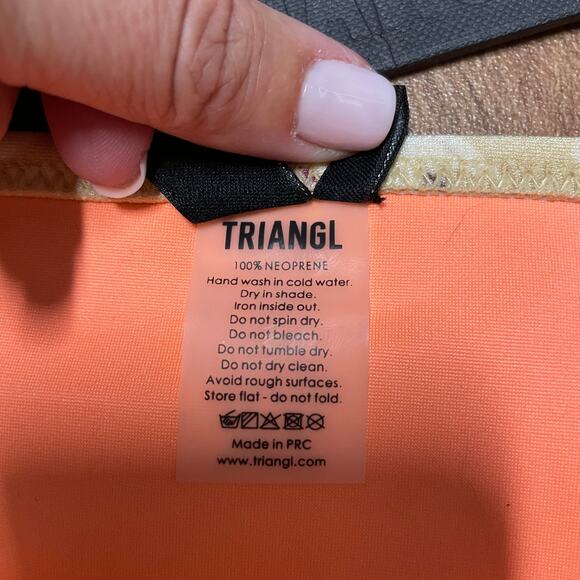 TRIANGL
100% NEOPRENE
Hand wash in cold water.
Dry in shade.
Iron inside out.
Do not spin dry.
Do not bleach.
Do not tumble dry.
Do not dry clean.
Avoid rough surfaces.
Store flat - do not fold.
Made in PRC
www.triangl.com